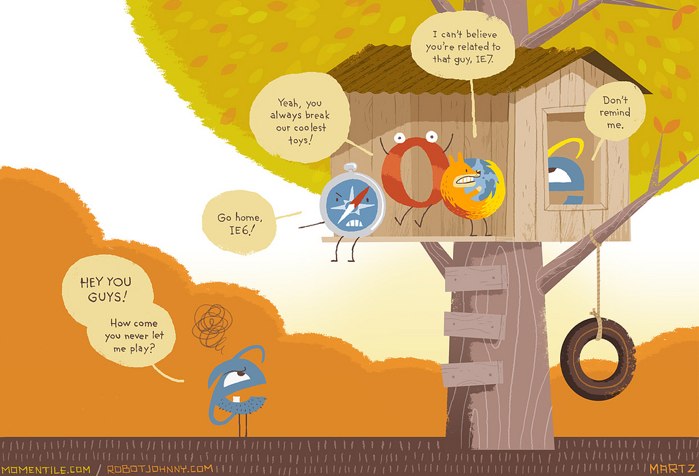 I can't believe
you're related to
that guy, IE7.
Don't
remind
me.
Yeah, you
always break
our coolest
toys!
Go home,
IE6!
HEY YOU
GUYS!
How come
you never let
me play?
MOMENTILE.COM / ROBOTJOHNNY.COM
MARTZ